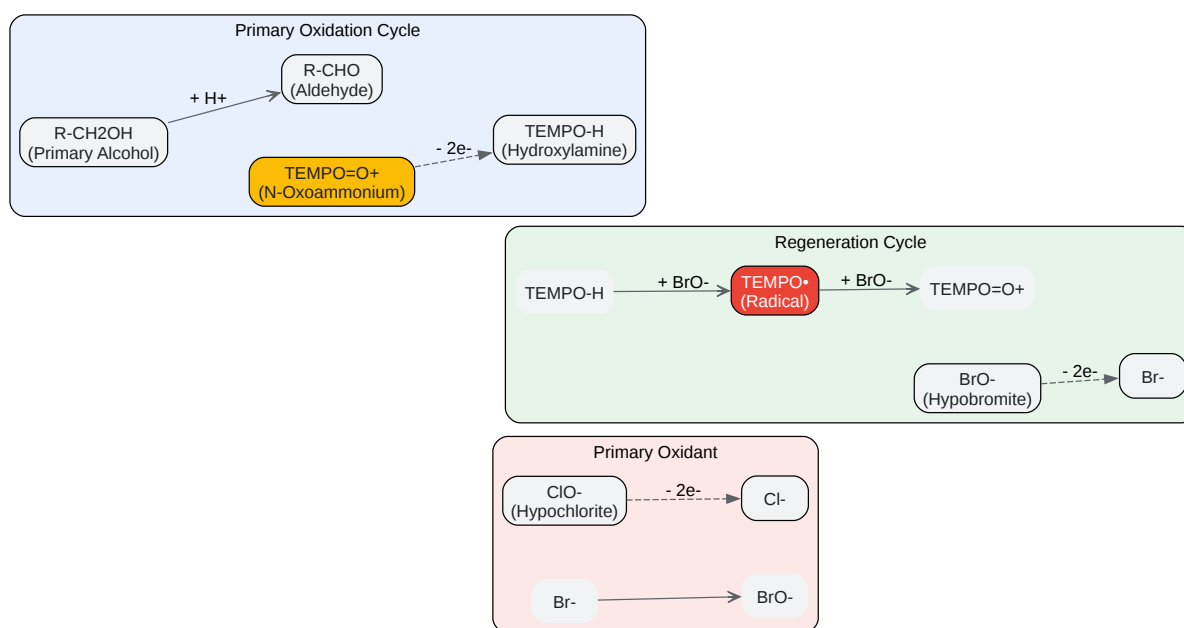 Primary Oxidation Cycle
R-CHO
(Aldehyde)
+ H+
R-CH2OH
(Primary Alcohol)
TEMPO-H
(Hydroxylamine)
- 2e-
TEMPO=O+
(N-Oxoammonium)
Regeneration Cycle
TEMPO-H
+ BrO-
TEMPO•
(Radical)
+ BrO-
TEMPO=O+
BrO-
(Hypobromite)
- 2e-
Br-
Primary Oxidant
ClO-
(Hypochlorite)
- 2e-
Cl-
Br-
BrO-